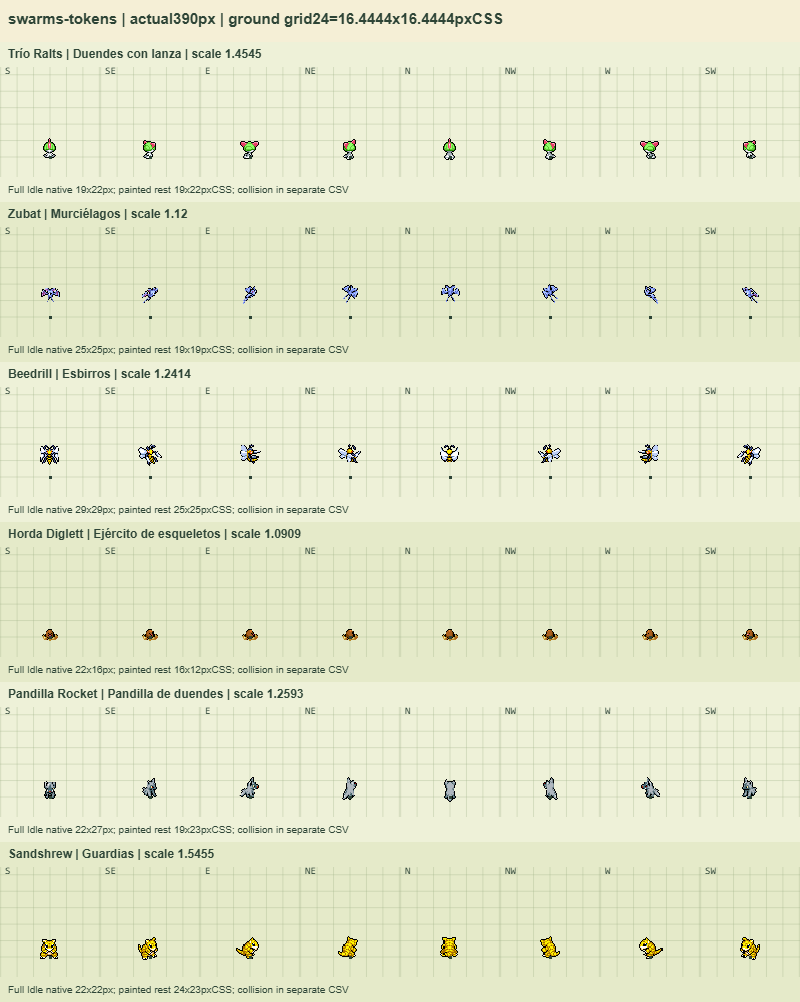 swarms-tokens | actual390px | ground grid24=16.4444x16.4444pxCSS
Trío Ralts | Duendes con lanza | scale 1.4545
S SE E NE N NW W SW
Full Idle native 19x22px; painted rest 19x22pxCSS; collision in separate CSV
Zubat | Murciélagos | scale 1.12
S SE E NE N NW W SW
Full Idle native 25x25px; painted rest 19x19pxCSS; collision in separate CSV
Beedrill | Esbirros | scale 1.2414
S SE E NE N NW W SW
Full Idle native 29x29px; painted rest 25x25pxCSS; collision in separate CSV
Horda Diglett | Ejército de esqueletos | scale 1.0909
S SE E NE N NW W SW
Full Idle native 22x16px; painted rest 16x12pxCSS; collision in separate CSV
Pandilla Rocket | Pandilla de duendes | scale 1.2593
S SE E NE N NW W SW
Full Idle native 22x27px; painted rest 19x23pxCSS; collision in separate CSV
Sandshrew | Guardias | scale 1.5455
S SE E NE N NW W SW
Full Idle native 22x22px; painted rest 24x23pxCSS; collision in separate CSV